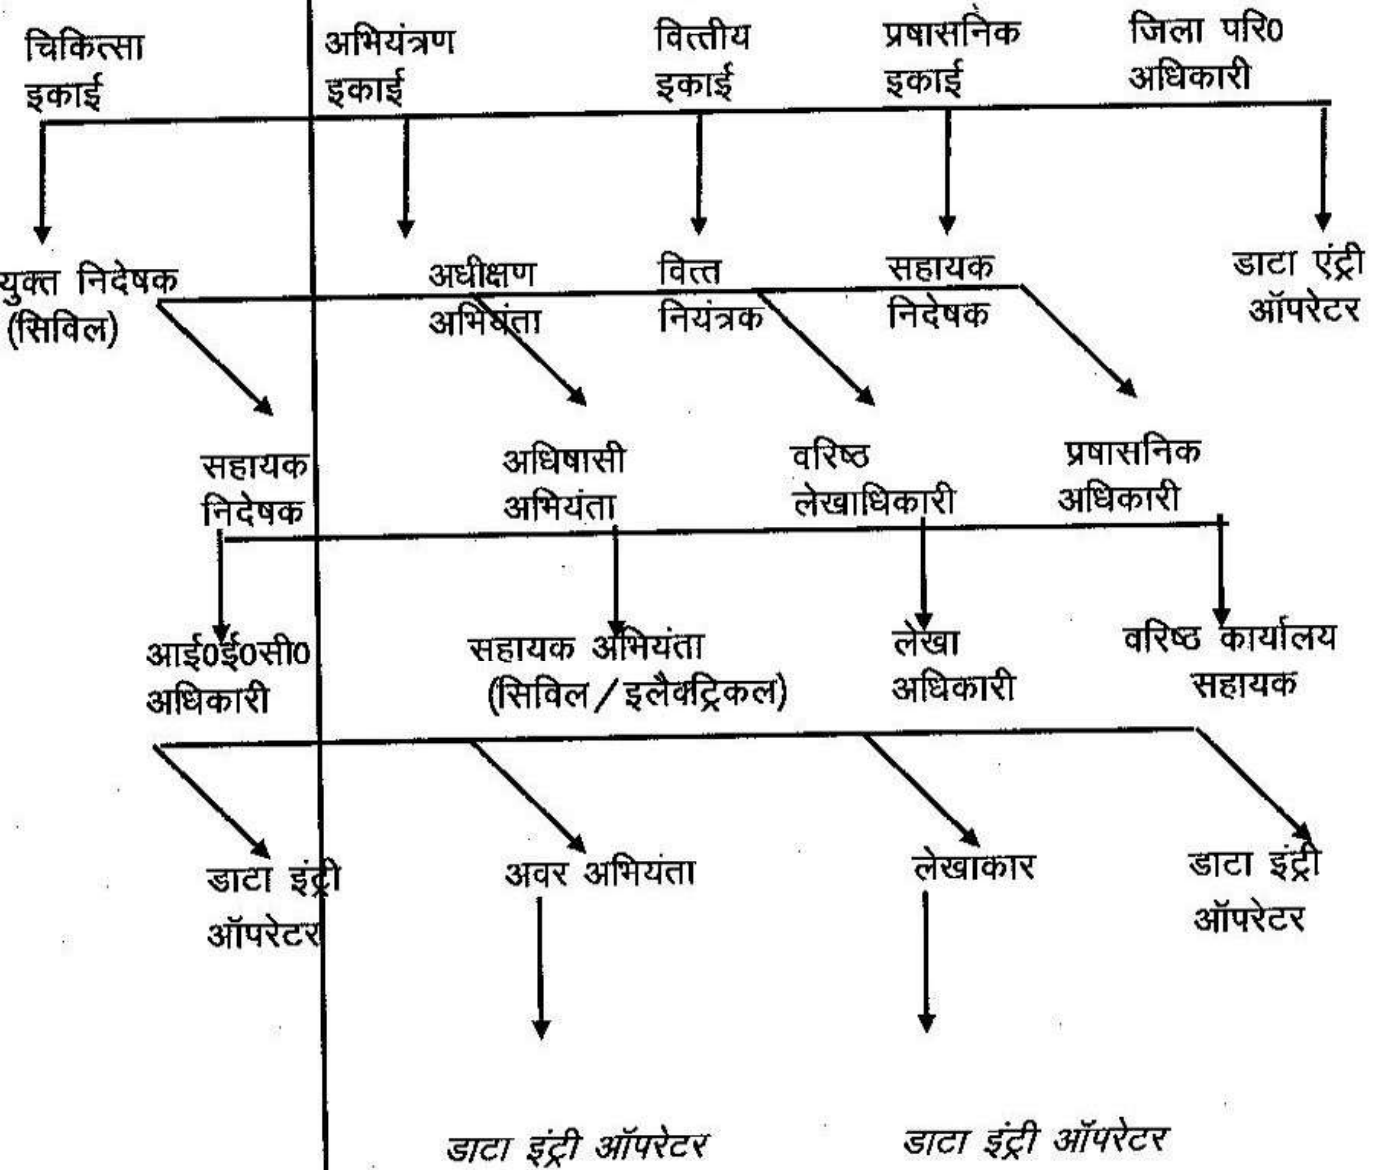 चिकित्सा अभियंत्रण वित्तीय प्रषासनिक जिला परि0
इकाई इकाई इकाई इकाई अधिकारी
युक्त निदेषक अधीक्षण वित्त सहायक डाटा एंट्री
(सिविल) अभियंता नियंत्रक निदेषक ऑपरेटर
सहायक अधिषासी वरिष्ठ प्रषासनिक
निदेषक अभियंता लेखाधिकारी अधिकारी
आई0ई0सी0 सहायक अभियंता लेखा वरिष्ठ कार्यालय
अधिकारी (सिविल/इलैक्ट्रिकल) अधिकारी सहायक
डाटा इंट्री अवर अभियंता लेखाकार डाटा इंट्री
ऑपरेटर ऑपरेटर
डाटा इंट्री ऑपरेटर डाटा इंट्री ऑपरेटर